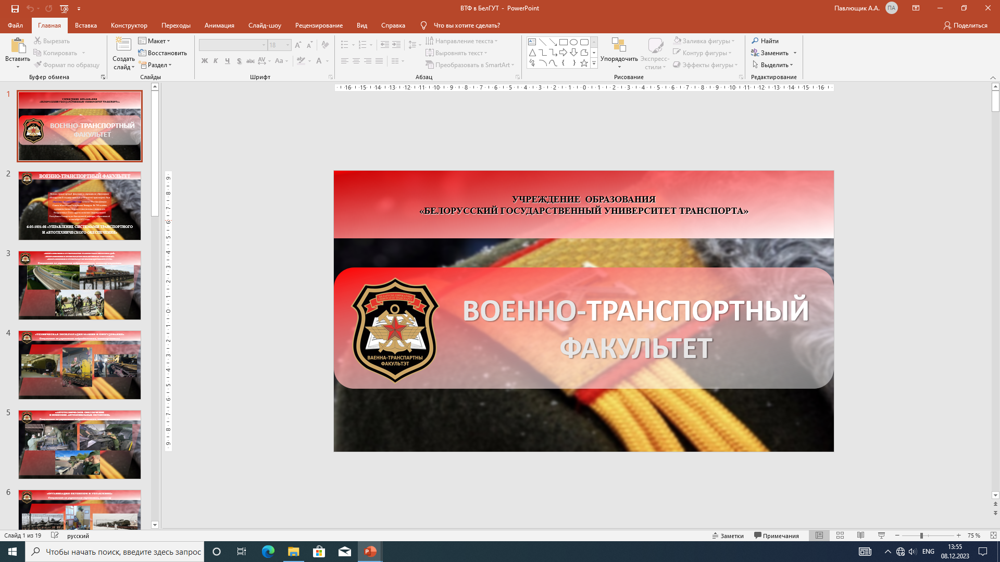 ВТФ в БелГУТ - PowerPoint
Павлющик А.А.
ПА
Файл
Главная
Вставка
Конструктор
Переходы
Анимация
Слайд-шоу
Рецензирование
Вид
Справка
Что вы хотите сделать?
Поделиться
Вставить
Вырезать
Копировать
Формат по образцу
Буфер обмена
Создать слайд
Макет
Восстановить
Раздел
Слайды
18
Ж К Ч S abc AV Aa A
Шрифт
Направление текста
Выровнять текст
Преобразовать в SmartArt
Абзац
Упорядочить
Экспресс-стили
Заливка фигуры
Контур фигуры
Эффекты фигуры
Рисование
Найти
Заменить
Выделить
Редактирование
16 15 14 13 12 11 10 9 8 7 6 5 4 3 2 1 0 1 2 3 4 5 6 7 8 9 10 11 12 13 14 15 16
9 8 7 6 5 4 3 2 1 0 1 2 3 4 5 6 7 8 9
1
УЧРЕЖДЕНИЕ ОБРАЗОВАНИЯ
«БЕЛОРУССКИЙ ГОСУДАРСТВЕННЫЙ УНИВЕРСИТЕТ ТРАНСПОРТА»
ВОЕННО-ТРАНСПОРТНЫЙ
ФАКУЛЬТЕТ
2
ВОЕННО-ТРАНСПОРТНЫЙ ФАКУЛЬТЕТ
6-05-1031-08 «УПРАВЛЕНИЕ СИСТЕМАМИ ТРАНСПОРТНОГО
И АВТОТЕХНИЧЕСКОГО ОБЕСПЕЧЕНИЯ»
3
4
«ТЕХНИЧЕСКАЯ ЭКСПЛУАТАЦИЯ МАШИН И ОБОРУДОВАНИЯ»
5
«АВТОТЕХНИЧЕСКОЕ ОБЕСПЕЧЕНИЕ
И ВОИНСКИЕ АВТОМОБИЛЬНЫЕ ПЕРЕВОЗКИ»
6
«ОРГАНИЗАЦИЯ ПЕРЕВОЗОК И УПРАВЛЕНИЕ»
УЧРЕЖДЕНИЕ ОБРАЗОВАНИЯ
«БЕЛОРУССКИЙ ГОСУДАРСТВЕННЫЙ УНИВЕРСИТЕТ ТРАНСПОРТА»
БЕЛАРУСКІ ДЗЯРЖАЎНЫ
УНІВЕРСІТЭТ ТРАНСПАРТУ
ВАЕННА-ТРАНСПАРТНЫ
ФАКУЛЬТЭТ
ВОЕННО-ТРАНСПОРТНЫЙ
ФАКУЛЬТЕТ
Слайд 1 из 19
русский
Заметки
Примечания
75 %
Чтобы начать поиск, введите здесь запрос
ENG
13:55
08.12.2023